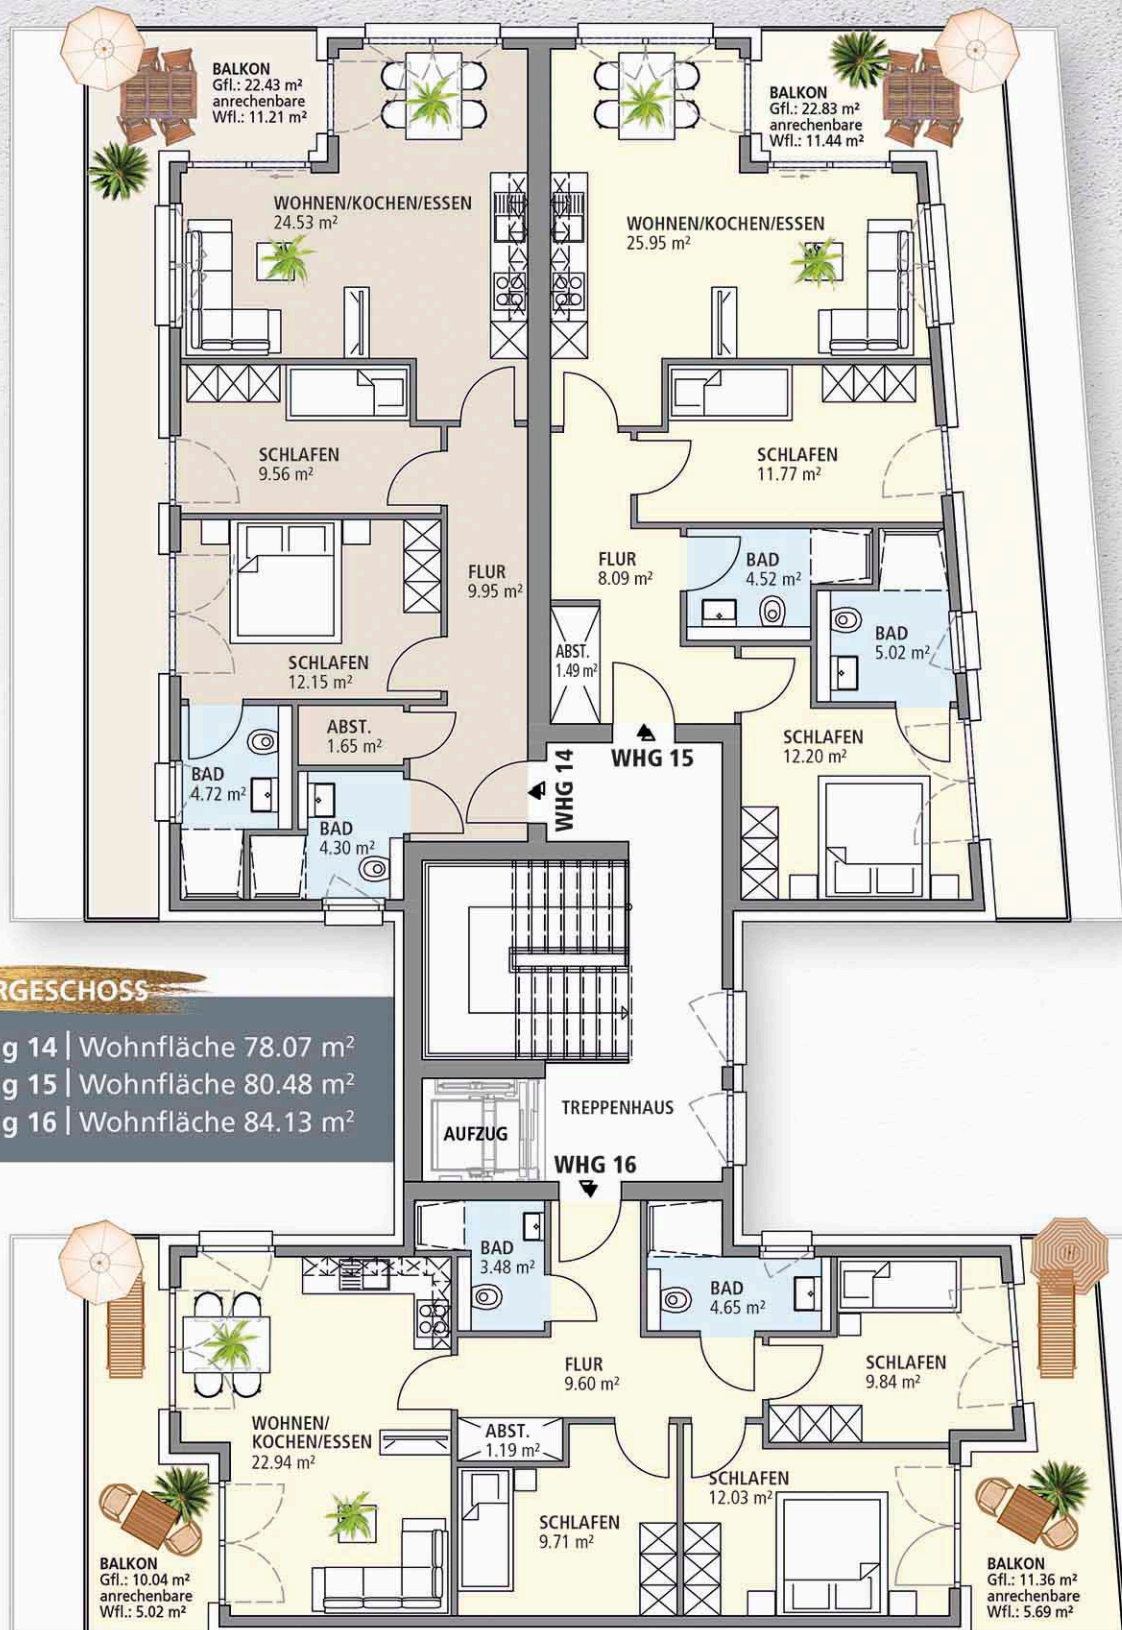 BALKON
Gfl.: 22.43 m²
anrechenbare
Wfl.: 11.21 m²
BALKON
Gfl.: 22.83 m²
anrechenbare
Wfl.: 11.44 m²
WOHNEN/KOCHEN/ESSEN
24.53 m²
WOHNEN/KOCHEN/ESSEN
25.95 m²
SCHLAFEN
9.56 m²
SCHLAFEN
11.77 m²
FLUR
9.95 m²
FLUR
8.09 m²
BAD
4.52 m²
BAD
5.02 m²
ABST.
1.49 m²
SCHLAFEN
12.15 m²
ABST.
1.65 m²
BAD
4.72 m²
BAD
4.30 m²
WHG 14
WHG 15
SCHLAFEN
12.20 m²
RGESCHOSS
g 14 | Wohnfläche 78.07 m²
g 15 | Wohnfläche 80.48 m²
g 16 | Wohnfläche 84.13 m²
TREPPENHAUS
AUFZUG
WHG 16
BAD
3.48 m²
BAD
4.65 m²
FLUR
9.60 m²
SCHLAFEN
9.84 m²
WOHNEN/
KOCHEN/ESSEN
22.94 m²
ABST.
1.19 m²
SCHLAFEN
9.71 m²
SCHLAFEN
12.03 m²
BALKON
Gfl.: 10.04 m²
anrechenbare
Wfl.: 5.02 m²
BALKON
Gfl.: 11.36 m²
anrechenbare
Wfl.: 5.69 m²